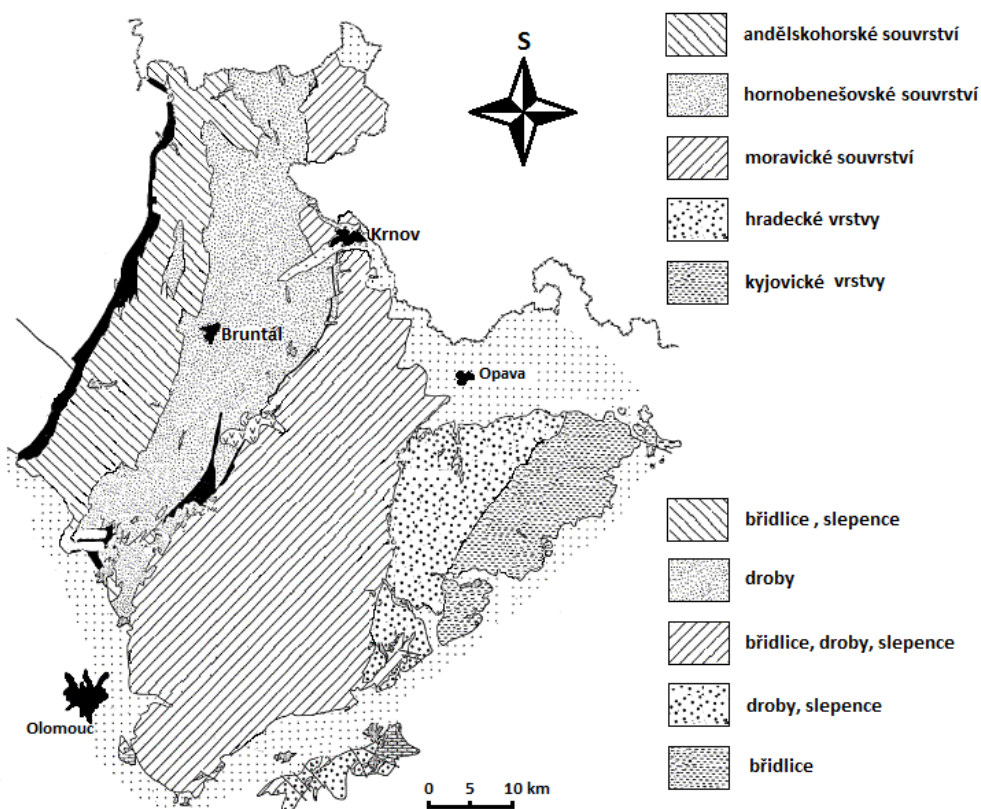 S
andělskohorské souvrství
hornobenešovské souvrství
moravické souvrství
hradecké vrstvy
kyjovické vrstvy
Krnov
Bruntál
Opava
Olomouc
břidlice , slepence
droby
břidlice, droby, slepence
droby, slepence
břidlice
0 5 10 km